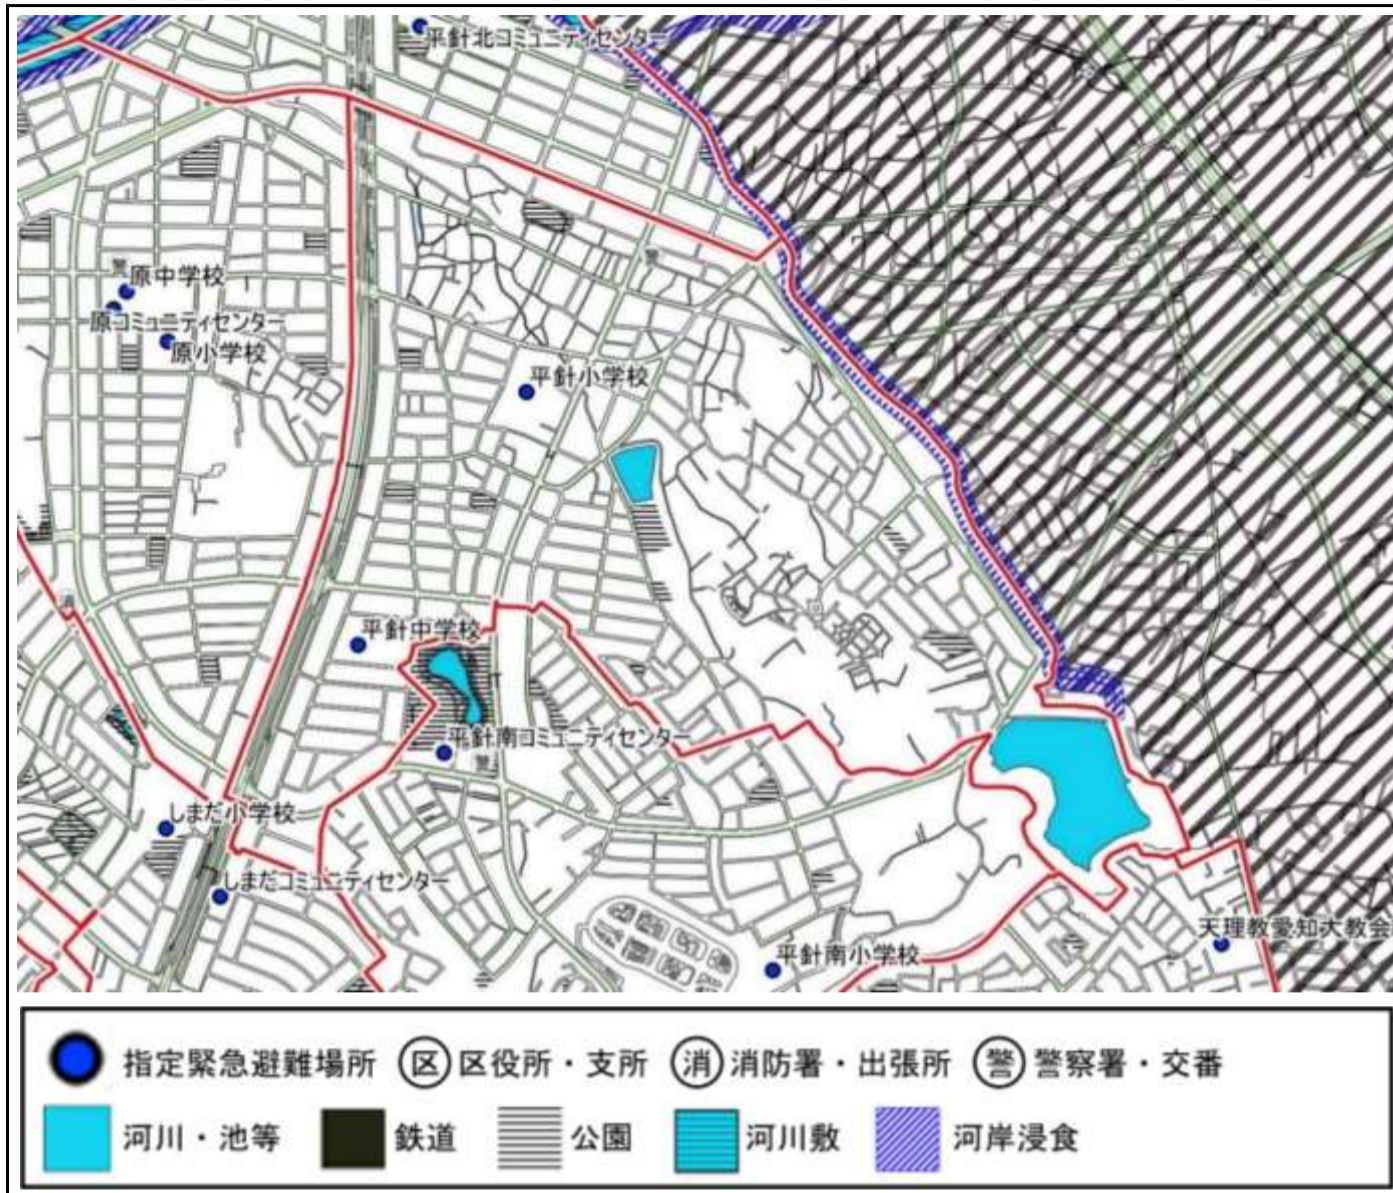 平針北コミュニティセンター
警
原中学校
原コミュニティセンター
原小学校
平針小学校
平針中学校
平針南コミュニティセンター
しまだ小学校
しまだコミュニティセンター
天理教愛知大教会
平針南小学校
指定緊急避難場所 区 区役所・支所 消 消防署・出張所 警 警察署・交番
河川・池等 鉄道 公園 河川敷 河岸浸食